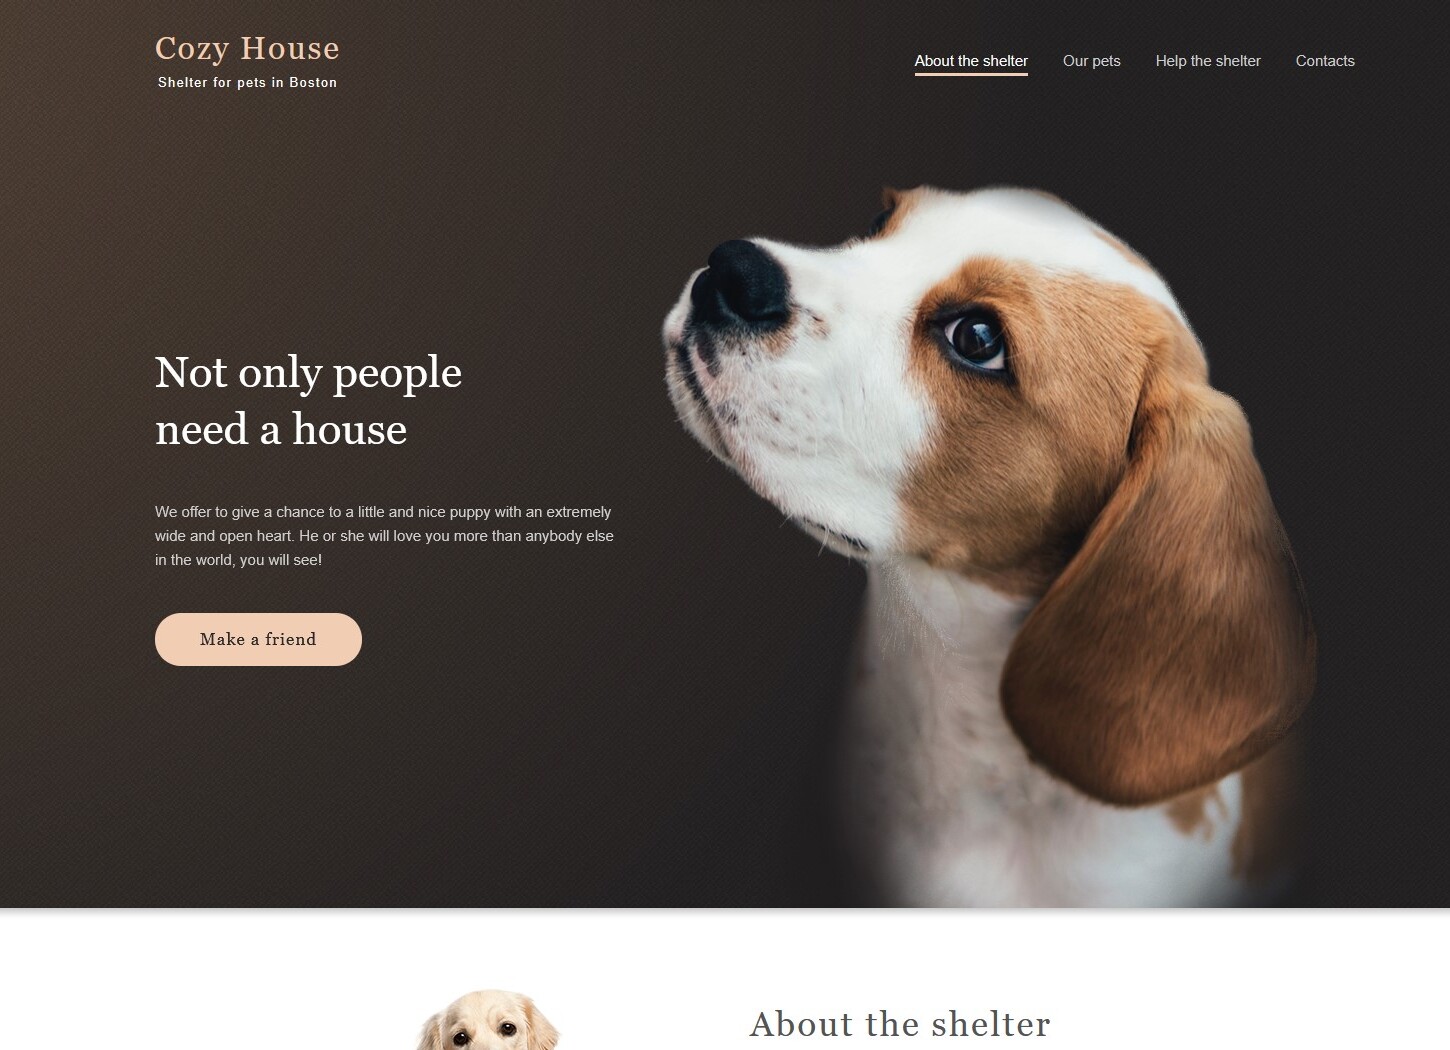 Cozy House
Shelter for pets in Boston
About the shelter
Our pets
Help the shelter
Contacts
Not only people
need a house
We offer to give a chance to a little and nice puppy with an extremely
wide and open heart. He or she will love you more than anybody else
in the world, you will see!
Make a friend
About the shelter